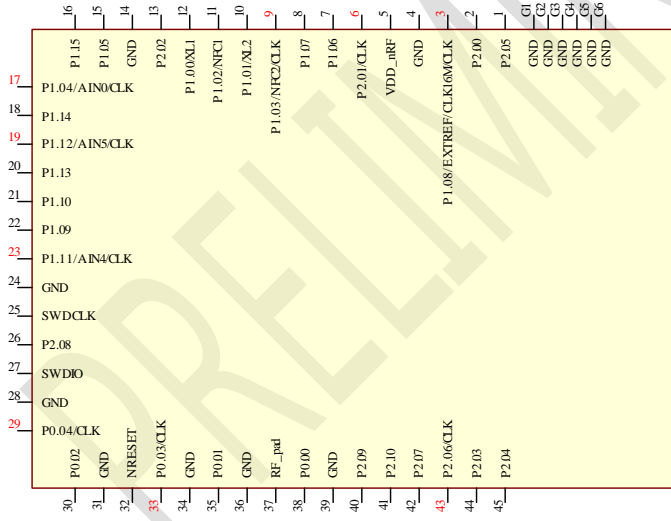 16 15 14 13 12 11 10 9 8 7 6 5 4 3 2 1 G1 G2 G3 G4 G5 G6
P1.15 P1.05 GND P2.02 P1.00/XL1 P1.02/NFC1 P1.01/XL2 P1.03/NFC2/CLK P1.07 P1.06 P2.01/CLK VDD_nRF GND P1.08/EXTREF/CLK16M/CLK P2.00 P2.05 GND GND GND GND GND GND
17 P1.04/AIN0/CLK
18 P1.14
19 P1.12/AIN5/CLK
20 P1.13
21 P1.10
22 P1.09
23 P1.11/AIN4/CLK
24 GND
25 SWDCLK
26 P2.08
27 SWDIO
28 GND
29 P0.04/CLK
P0.02 GND NRESET P0.03/CLK GND P0.01 GND RF_pad P0.00 GND P2.09 P2.10 P2.07 P2.06/CLK P2.03 P2.04
30 31 32 33 34 35 36 37 38 39 40 41 42 43 44 45
PRELIMI